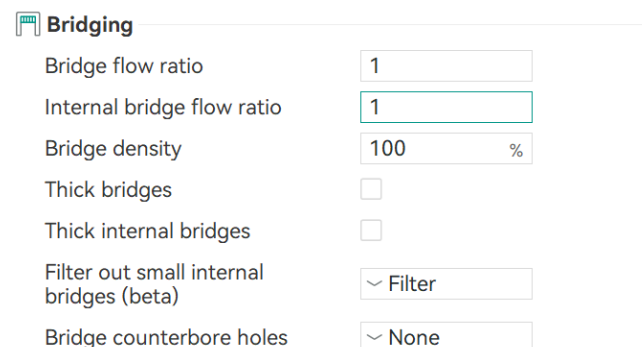 Bridging
Bridge flow ratio 1
Internal bridge flow ratio 1
Bridge density 100 %
Thick bridges
Thick internal bridges
Filter out small internal
bridges (beta) Filter
Bridge counterbore holes None